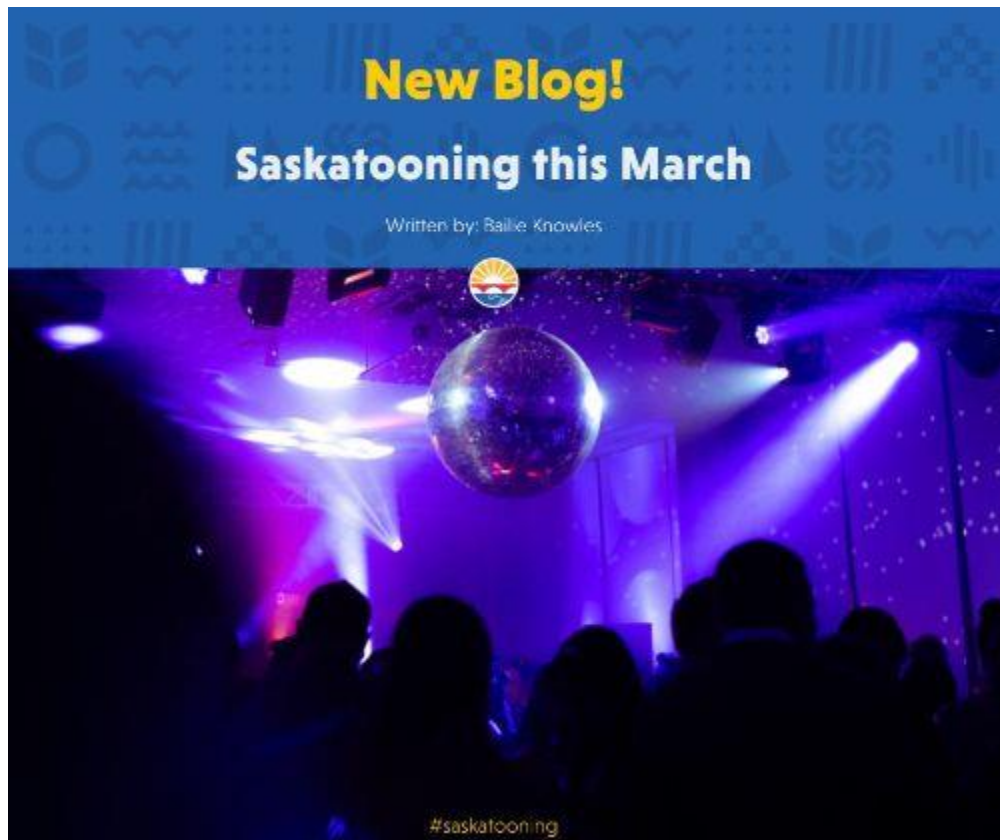 New Blog!
Saskatooning this March
Written by: Bailie Knowles
#saskatooning